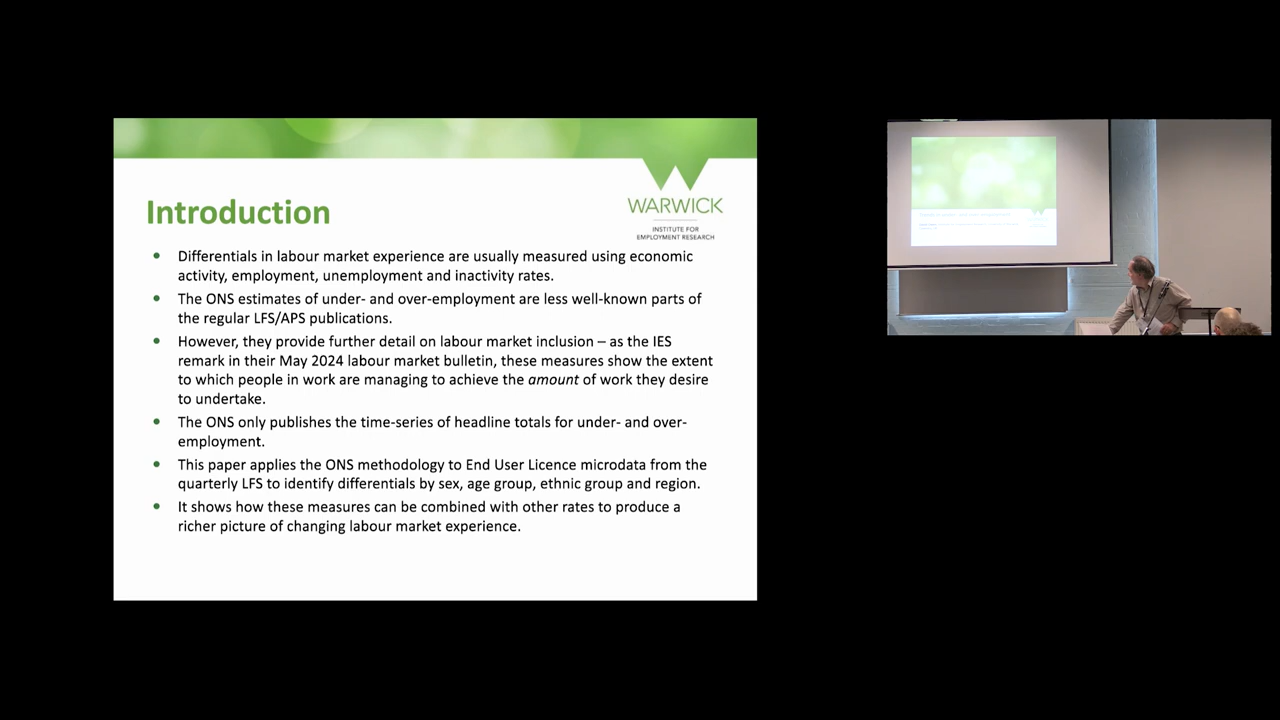 Introduction
WARWICK
INSTITUTE FOR
EMPLOYMENT RESEARCH
• Differentials in labour market experience are usually measured using economic
activity, employment, unemployment and inactivity rates.
• The ONS estimates of under- and over-employment are less well-known parts of
the regular LFS/APS publications.
• However, they provide further detail on labour market inclusion – as the IES
remark in their May 2024 labour market bulletin, these measures show the extent
to which people in work are managing to achieve the amount of work they desire
to undertake.
• The ONS only publishes the time-series of headline totals for under- and over-
employment.
• This paper applies the ONS methodology to End User Licence microdata from the
quarterly LFS to identify differentials by sex, age group, ethnic group and region.
• It shows how these measures can be combined with other rates to produce a
richer picture of changing labour market experience.